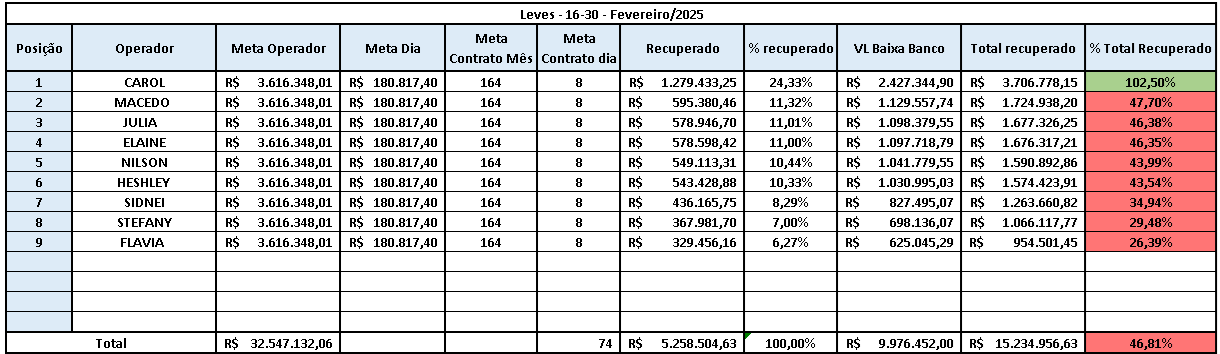 Leves - 16-30 - Fevereiro/2025
Posição Operador Meta Operador Meta Dia Meta Contrato Mês Meta Contrato dia Recuperado % recuperado VL Baixa Banco Total recuperado % Total Recuperado
1 CAROL R$ 3.616.348,01 R$ 180.817,40 164 8 R$ 1.279.433,25 24,33% R$ 2.427.344,90 R$ 3.706.778,15 102,50%
2 MACEDO R$ 3.616.348,01 R$ 180.817,40 164 8 R$ 595.380,46 11,32% R$ 1.129.557,74 R$ 1.724.938,20 47,70%
3 JULIA R$ 3.616.348,01 R$ 180.817,40 164 8 R$ 578.946,70 11,01% R$ 1.098.379,55 R$ 1.677.326,25 46,38%
4 ELAINE R$ 3.616.348,01 R$ 180.817,40 164 8 R$ 578.598,42 11,00% R$ 1.097.718,79 R$ 1.676.317,21 46,35%
5 NILSON R$ 3.616.348,01 R$ 180.817,40 164 8 R$ 549.113,31 10,44% R$ 1.041.779,55 R$ 1.590.892,86 43,99%
6 HESHLEY R$ 3.616.348,01 R$ 180.817,40 164 8 R$ 543.428,88 10,33% R$ 1.030.995,03 R$ 1.574.423,91 43,54%
7 SIDNEI R$ 3.616.348,01 R$ 180.817,40 164 8 R$ 436.165,75 8,29% R$ 827.495,07 R$ 1.263.660,82 34,94%
8 STEFANY R$ 3.616.348,01 R$ 180.817,40 164 8 R$ 367.981,70 7,00% R$ 698.136,07 R$ 1.066.117,77 29,48%
9 FLAVIA R$ 3.616.348,01 R$ 180.817,40 164 8 R$ 329.456,16 6,27% R$ 625.045,29 R$ 954.501,45 26,39%
Total R$ 32.547.132,06 74 R$ 5.258.504,63 100,00% R$ 9.976.452,00 R$ 15.234.956,63 46,81%